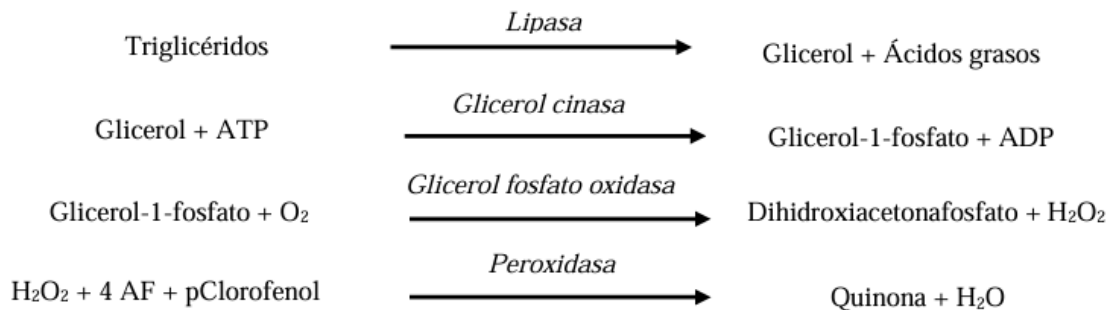 Triglicéridos Lipasa Glicerol + Ácidos grasos
Glicerol + ATP Glicerol cinasa Glicerol-1-fosfato + ADP
Glicerol-1-fosfato + O₂ Glicerol fosfato oxidasa Dihidroxiacetonafosfato + H₂O₂
H₂O₂ + 4 AF + pClorofenol Peroxidasa Quinona + H₂O